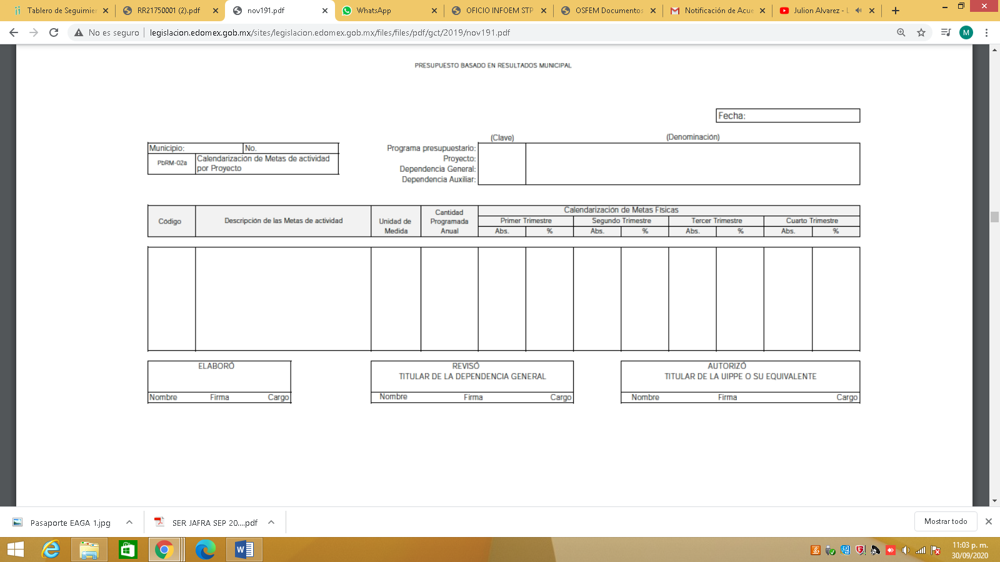 Tablero de Seguimier
RR21750001 (2).pdf
nov191.pdf
WhatsApp
OFICIO INFOEM STP
OSFEM Documentos
Notificación de Acue
Julion Alvarez - L
No es seguro
legislacion.edomex.gob.mx/sites/legislacion.edomex.gob.mx/files/files/pdf/gct/2019/nov191.pdf
M
PRESUPUESTO BASADO EN RESULTADOS MUNICIPAL
Fecha:
(Clave)
(Denominación)
Municipio:
No.
PbRM-02a
Calendarización de Metas de actividad
por Proyecto
Programa presupuestario:
Proyecto:
Dependencia General:
Dependencia Auxiliar:
Código
Descripción de las Metas de actividad
Unidad de
Medida
Cantidad
Programada
Anual
Calendarización de Metas Físicas
Primer Trimestre
Segundo Trimestre
Tercer Trimestre
Cuarto Trimestre
Abs. % Abs. % Abs. % Abs. %
ELABORÓ
Nombre Firma Cargo
REVISÓ
TITULAR DE LA DEPENDENCIA GENERAL
Nombre Firma Cargo
AUTORIZÓ
TITULAR DE LA UIPPE O SU EQUIVALENTE
Nombre Firma Cargo
Pasaporte EAGA 1.jpg
SER JAFRA SEP 20....pdf
Mostrar todo
11:03 p. m.
30/09/2020